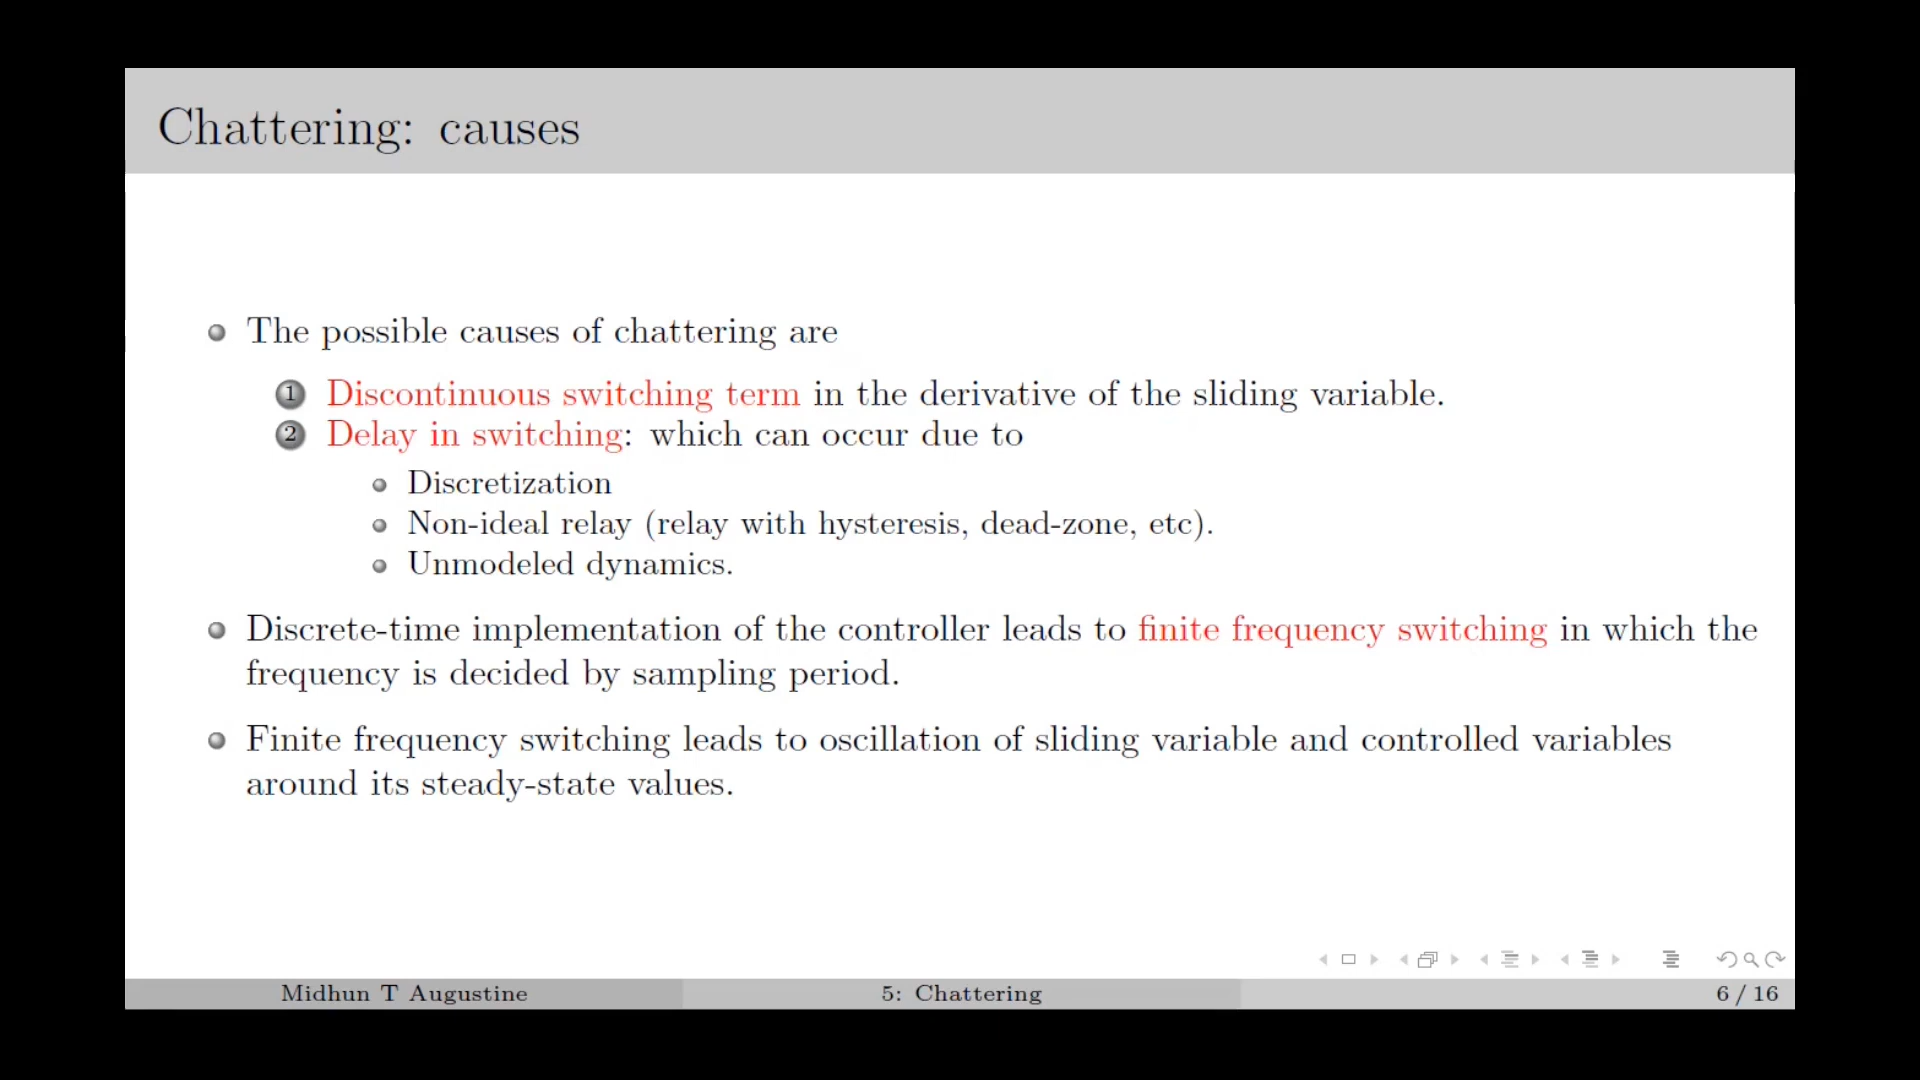 Chattering: causes
The possible causes of chattering are
1 Discontinuous switching term in the derivative of the sliding variable.
2 Delay in switching: which can occur due to
Discretization
Non-ideal relay (relay with hysteresis, dead-zone, etc).
Unmodeled dynamics.
Discrete-time implementation of the controller leads to finite frequency switching in which the
frequency is decided by sampling period.
Finite frequency switching leads to oscillation of sliding variable and controlled variables
around its steady-state values.
Midhun T Augustine
5: Chattering
6 / 16